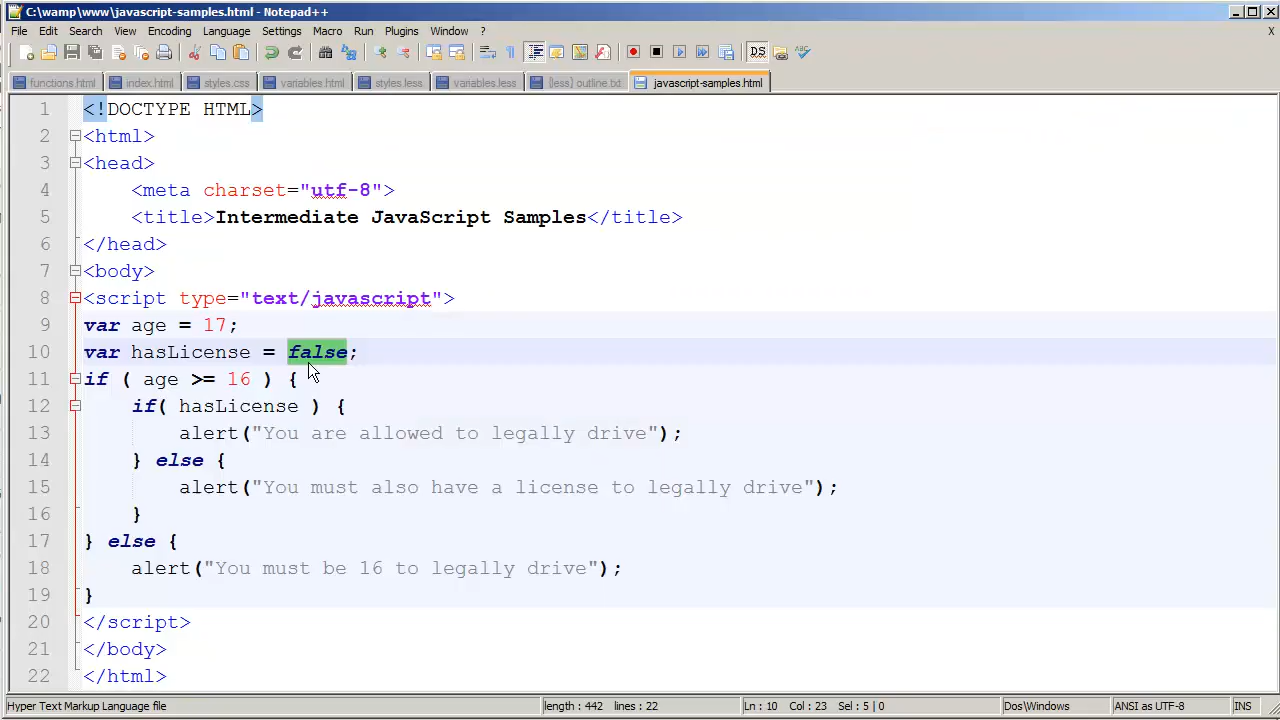 C:\wamp\www\javascript-samples.html - Notepad++
File Edit Search View Encoding Language Settings Macro Run Plugins Window X
functions.html index.html styles.css variables.html styles.less variables.less [less] outline.txt javascript-samples.html
1 <!DOCTYPE HTML>
2 <html>
3 <head>
4 <meta charset="utf-8">
5 <title>Intermediate JavaScript Samples</title>
6 </head>
7 <body>
8 <script type="text/javascript">
9 var age = 17;
10 var hasLicense = false;
11 if ( age >= 16 ) {
12 if( hasLicense ) {
13 alert("You are allowed to legally drive");
14 } else {
15 alert("You must also have a license to legally drive");
16 }
17 } else {
18 alert("You must be 16 to legally drive");
19 }
20 </script>
21 </body>
22 </html>
Hyper Text Markup Language file length : 442 lines : 22 Ln : 10 Col : 23 Sel : 5 | 0 Dos\Windows ANSI as UTF-8 INS